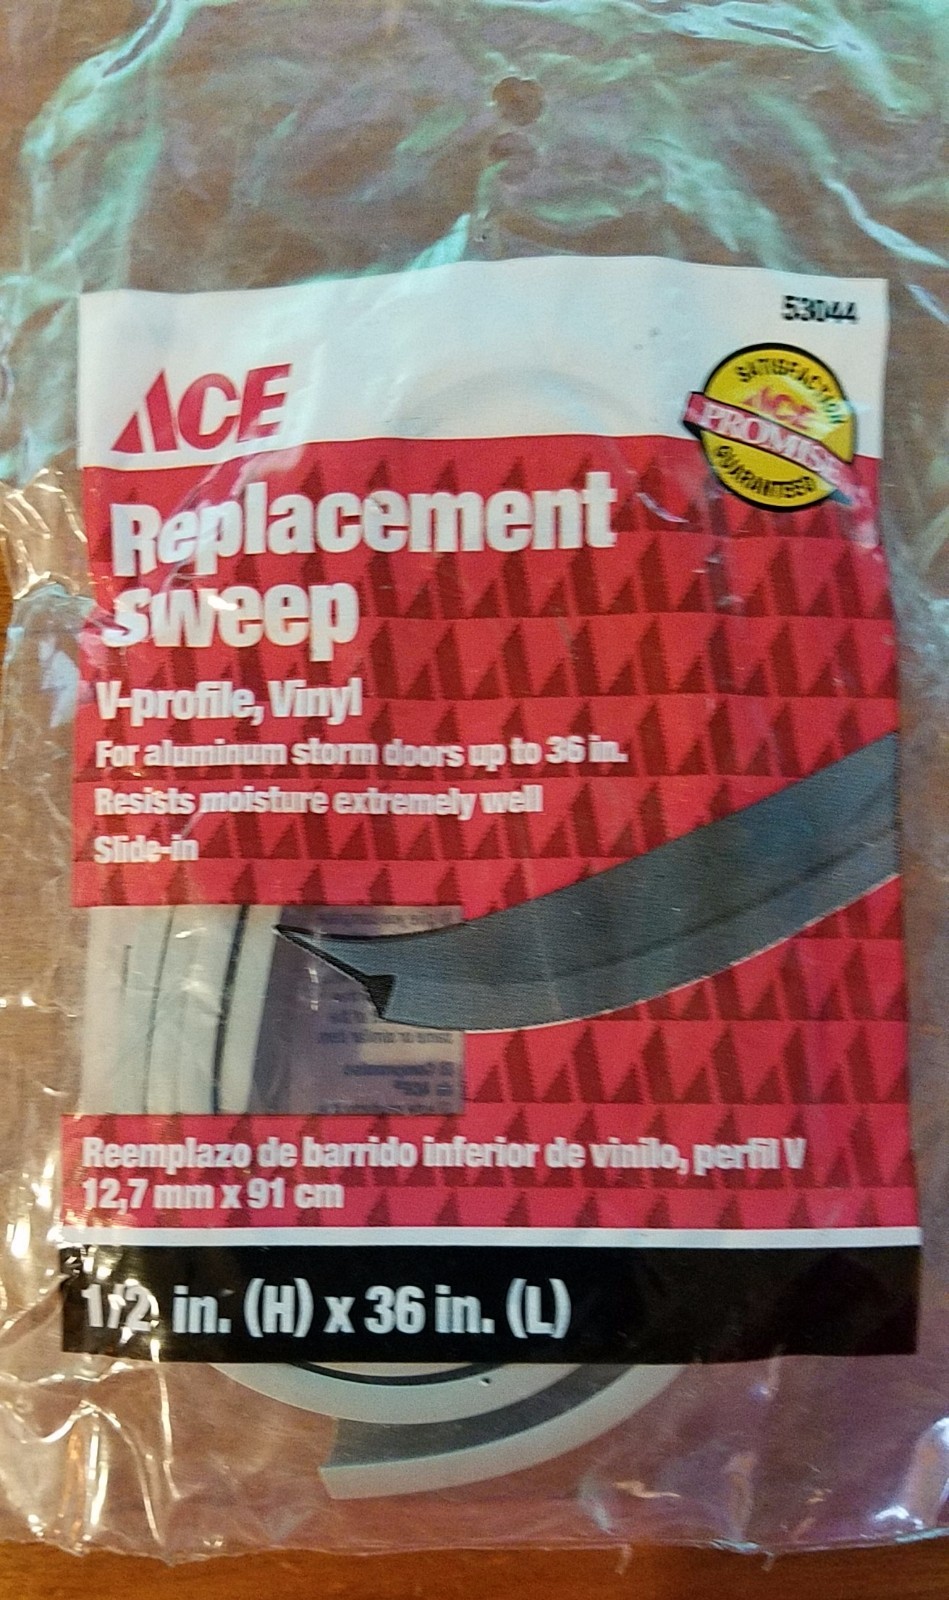 53044
ACE
SATISFACTION
ACE
PROMISE
GUARANTEED
Replacement
sweep
V-profile, Vinyl
For aluminum storm doors up to 36 in.
Resists moisture extremely well
Slide-in
Reemplazo de barrido inferior de vinilo, perfil V
12,7 mm x 91 cm
1/2 in. (H) x 36 in. (L)